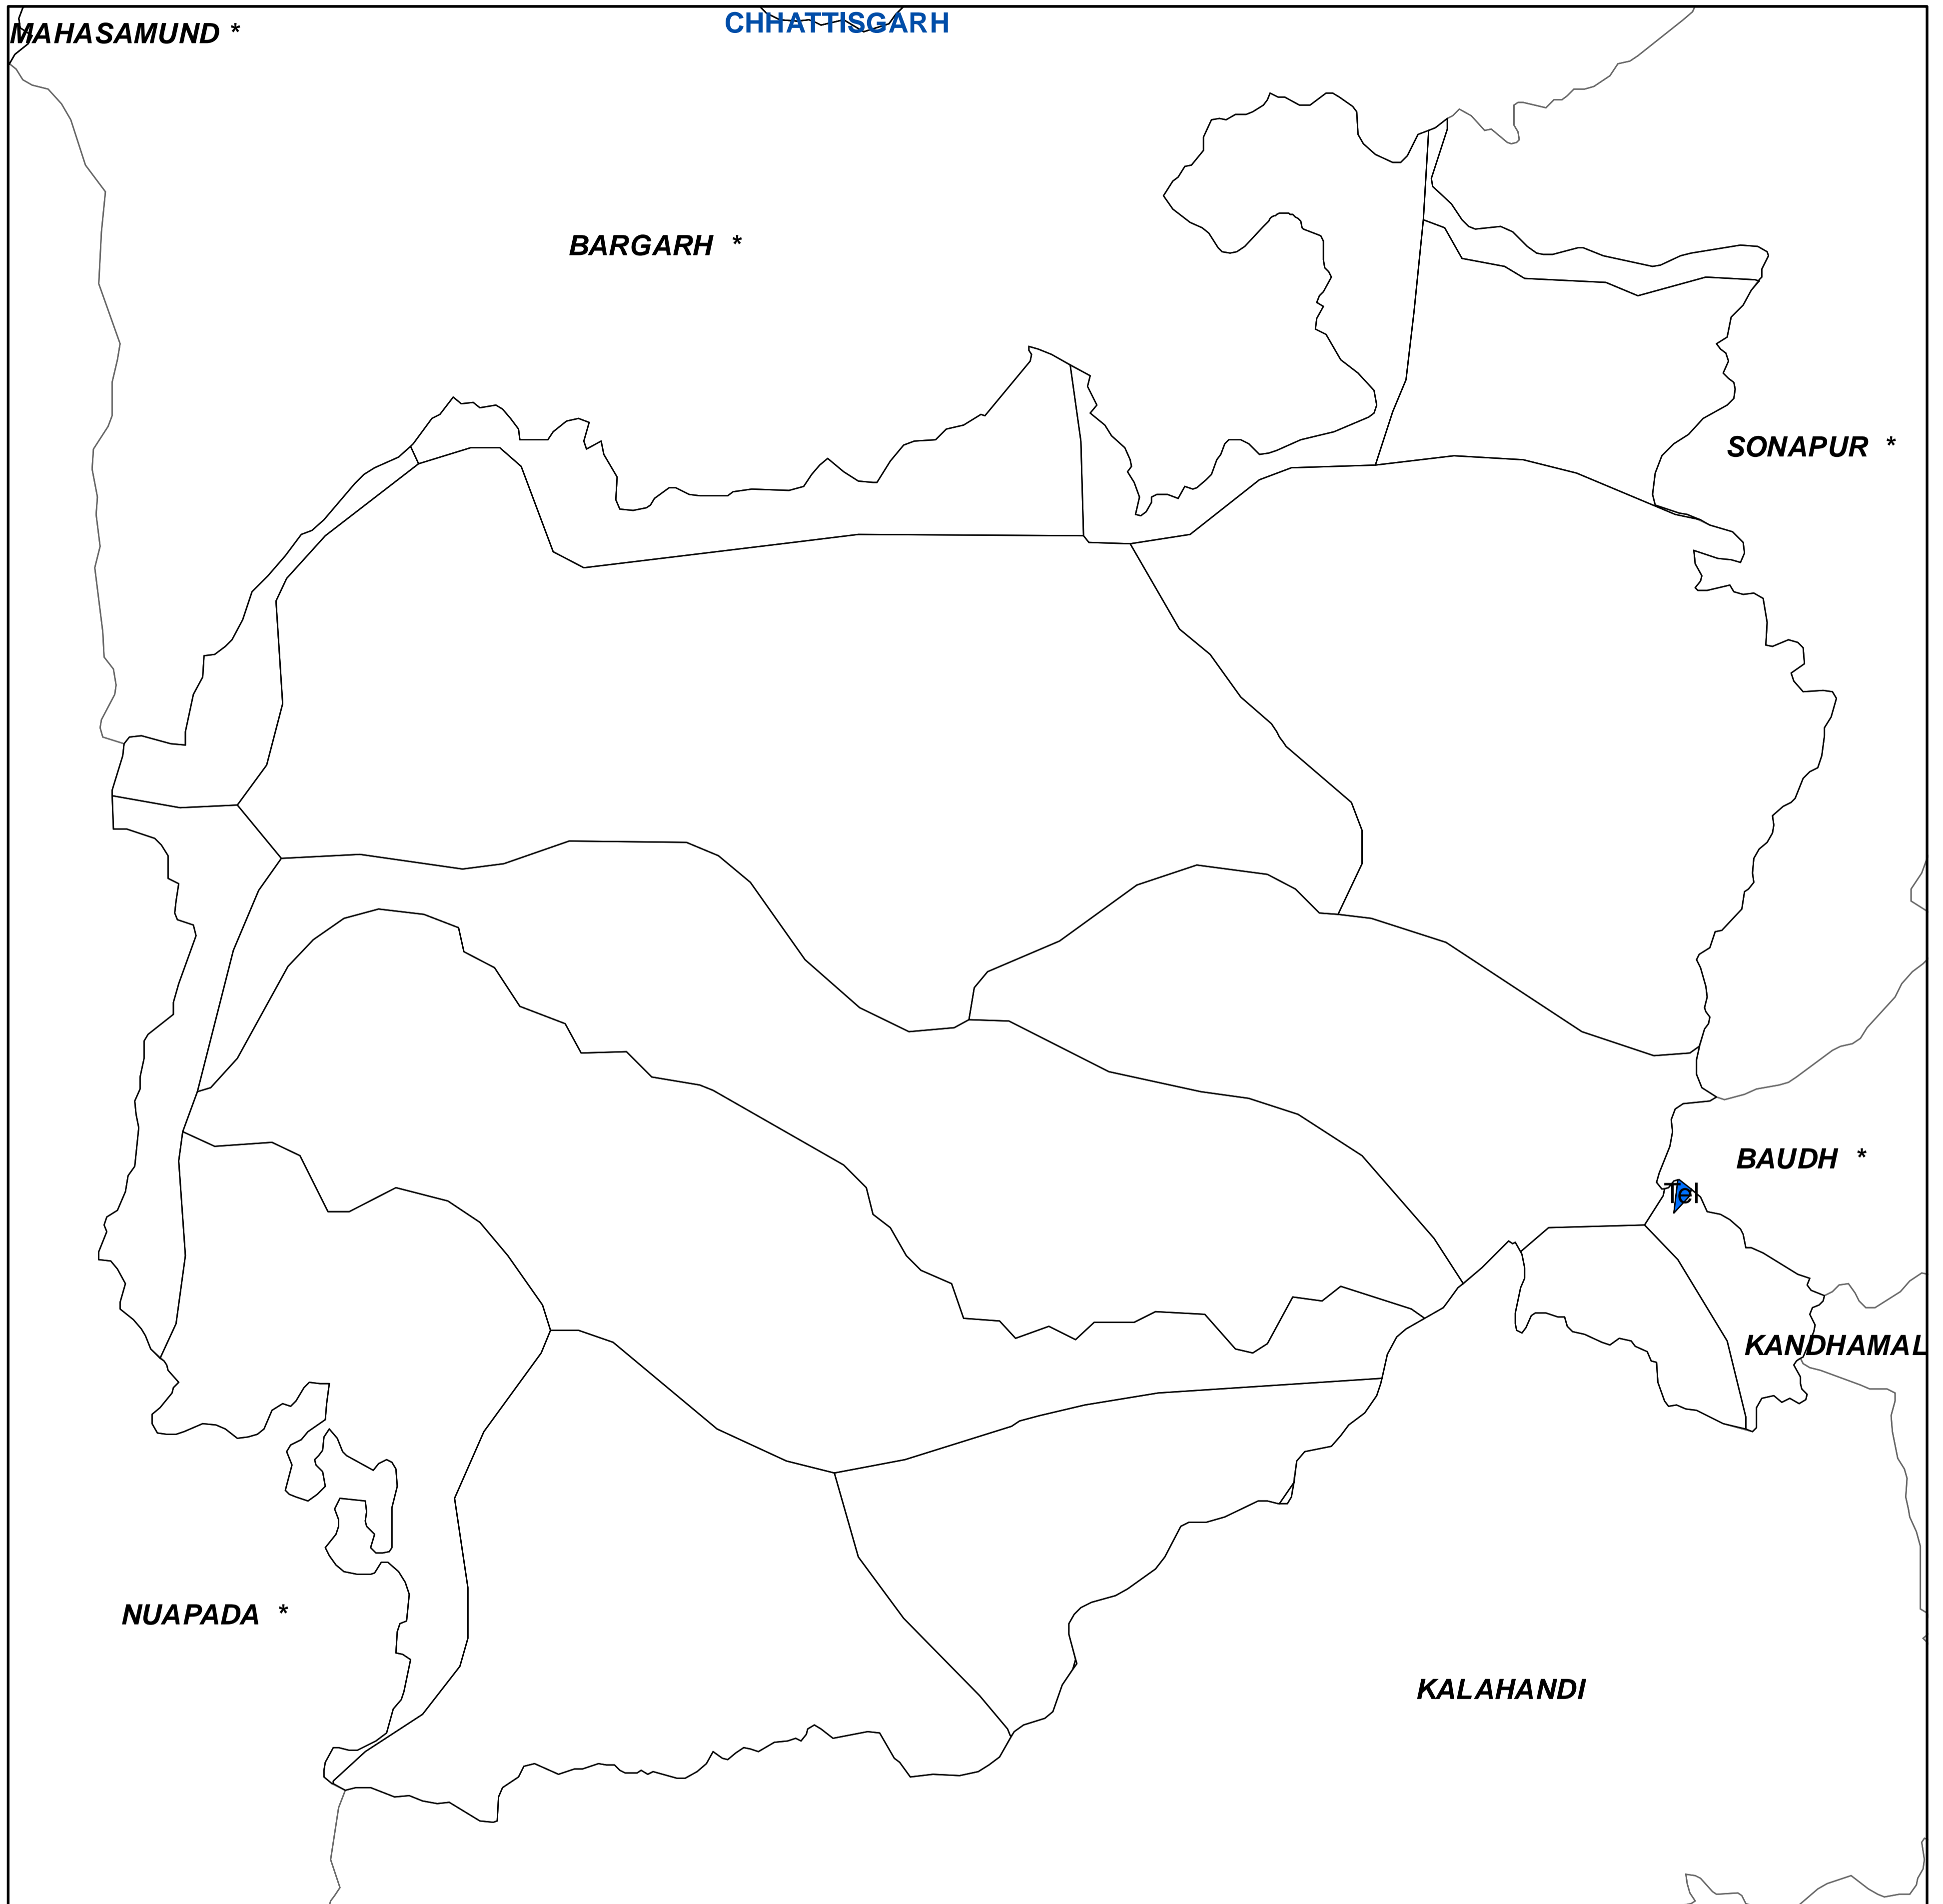 CHHATTISGARH
MAHASAMUND *
BARGARH *
SONAPUR *
BAUDH *
Tel
KANDHAMAL
NUAPADA *
KALAHANDI